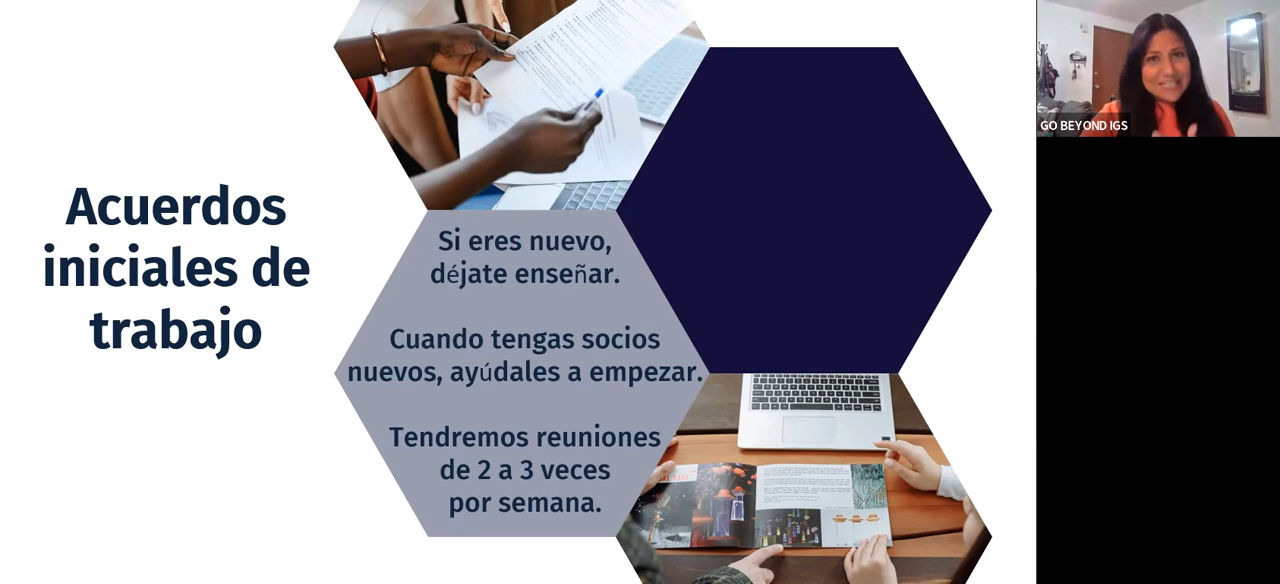 Acuerdos
iniciales de
trabajo
Si eres nuevo,
déjate enseñar.
Cuando tengas socios
nuevos, ayúdales a empezar.
Tendremos reuniones
de 2 a 3 veces
por semana.
GO BEYOND IGS